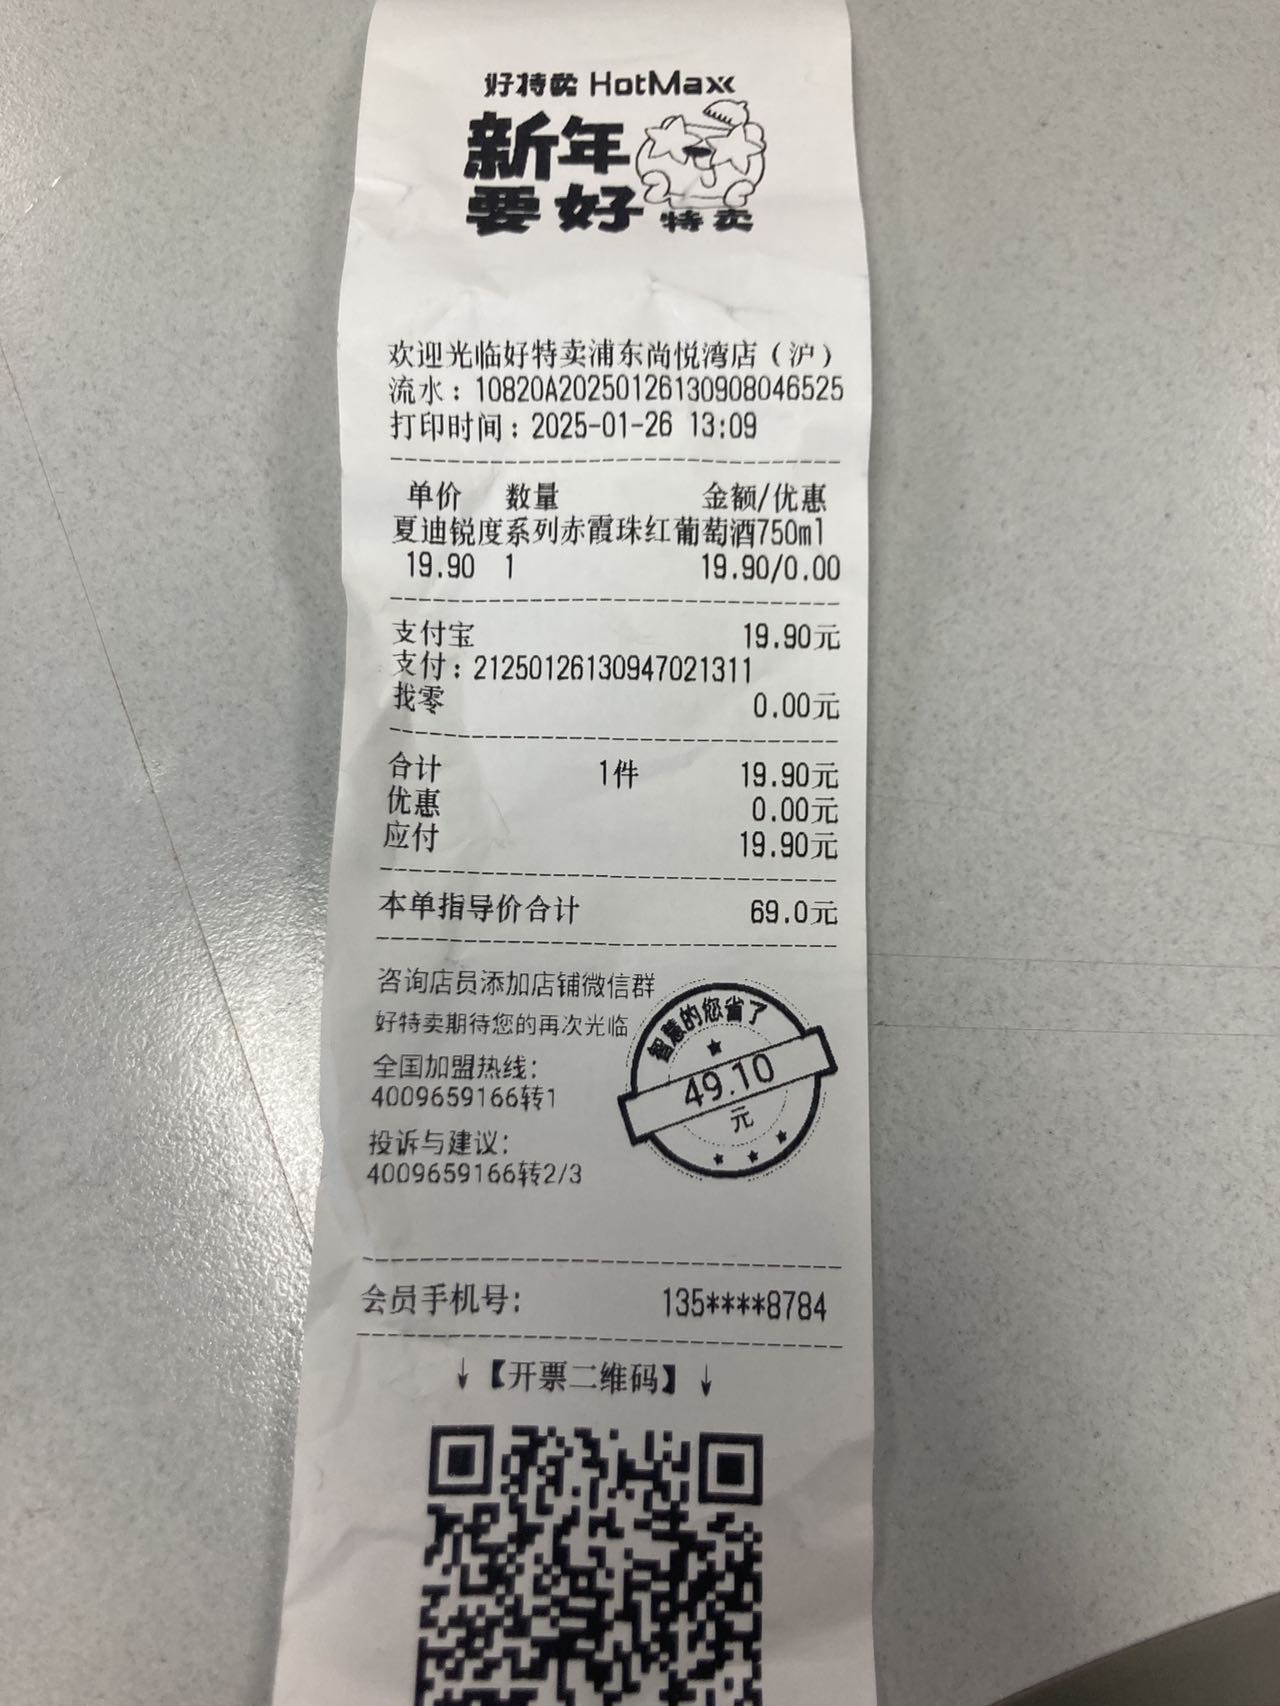 好特卖 HotMaxx
新年
要好特卖
欢迎光临好特卖浦东尚悦湾店（沪）
流水：10820A20250126130908046525
打印时间：2025-01-26 13:09
单价 数量 金额/优惠
夏迪锐度系列赤霞珠红葡萄酒750ml
19.90 1 19.90/0.00
支付宝 19.90元
支付：21250126130947021311
找零 0.00元
合计 1件 19.90元
优惠 0.00元
应付 19.90元
本单指导价合计 69.0元
咨询店员添加店铺微信群
好特卖期待您的再次光临
全国加盟热线：
4009659166转1
投诉与建议：
4009659166转2/3
智慧的您省了
49.10
元
会员手机号： 135****8784
↓【开票二维码】↓